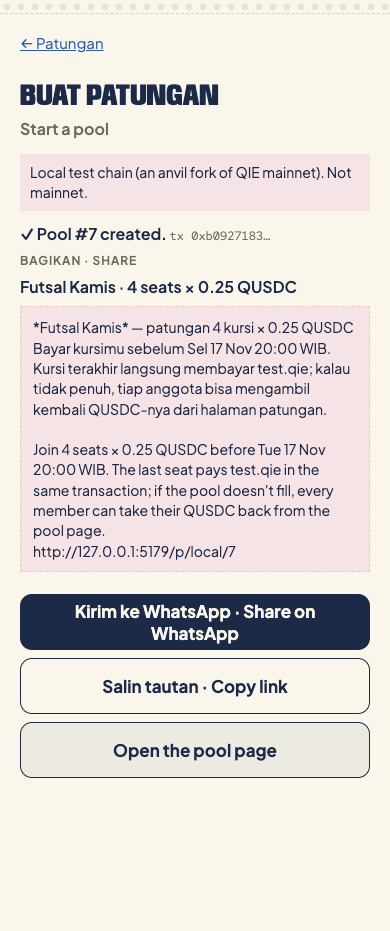 ← Patungan
BUAT PATUNGAN
Start a pool
Local test chain (an anvil fork of QIE mainnet). Not
mainnet.
✓ Pool #7 created. tx 0xb0927183…
BAGIKAN · SHARE
Futsal Kamis · 4 seats × 0.25 QUSDC
*Futsal Kamis* — patungan 4 kursi × 0.25 QUSDC
Bayar kursimu sebelum Sel 17 Nov 20:00 WIB.
Kursi terakhir langsung membayar test.qie; kalau
tidak penuh, tiap anggota bisa mengambil
kembali QUSDC-nya dari halaman patungan.

Join 4 seats × 0.25 QUSDC before Tue 17 Nov
20:00 WIB. The last seat pays test.qie in the
same transaction; if the pool doesn't fill, every
member can take their QUSDC back from the
pool page.
http://127.0.0.1:5179/p/local/7
Kirim ke WhatsApp · Share on
WhatsApp
Salin tautan · Copy link
Open the pool page